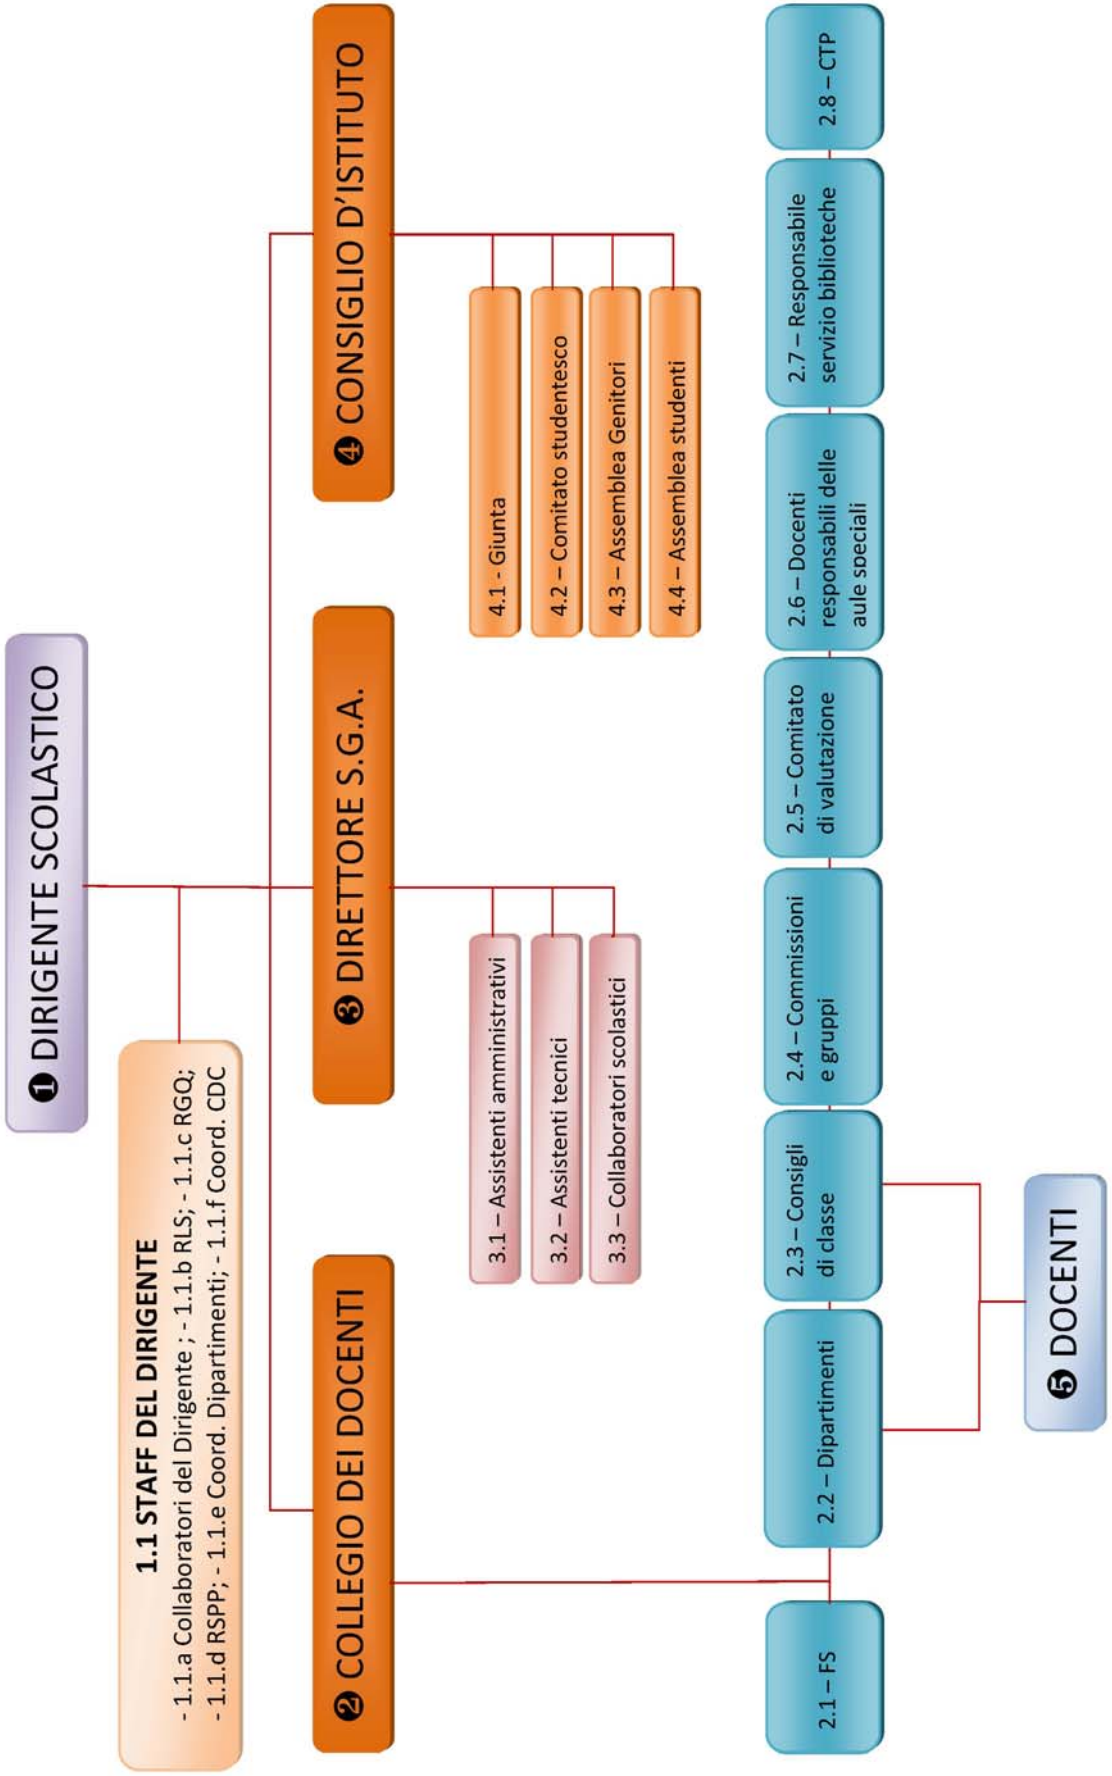 ❶ DIRIGENTE SCOLASTICO
1.1 STAFF DEL DIRIGENTE
- 1.1.a Collaboratori del Dirigente ; - 1.1.b RLS; - 1.1.c RGQ;
- 1.1.d RSPP; - 1.1.e Coord. Dipartimenti; - 1.1.f Coord. CDC
❷ COLLEGIO DEI DOCENTI
❸ DIRETTORE S.G.A.
❹ CONSIGLIO D'ISTITUTO
3.1 – Assistenti amministrativi
3.2 – Assistenti tecnici
3.3 – Collaboratori scolastici
4.1 - Giunta
4.2 – Comitato studentesco
4.3 – Assemblea Genitori
4.4 – Assemblea studenti
2.1 – FS
2.2 – Dipartimenti
2.3 – Consigli
di classe
2.4 – Commissioni
e gruppi
2.5 – Comitato
di valutazione
2.6 – Docenti
responsabili delle
aule speciali
2.7 – Responsabile
servizio biblioteche
2.8 – CTP
❺ DOCENTI